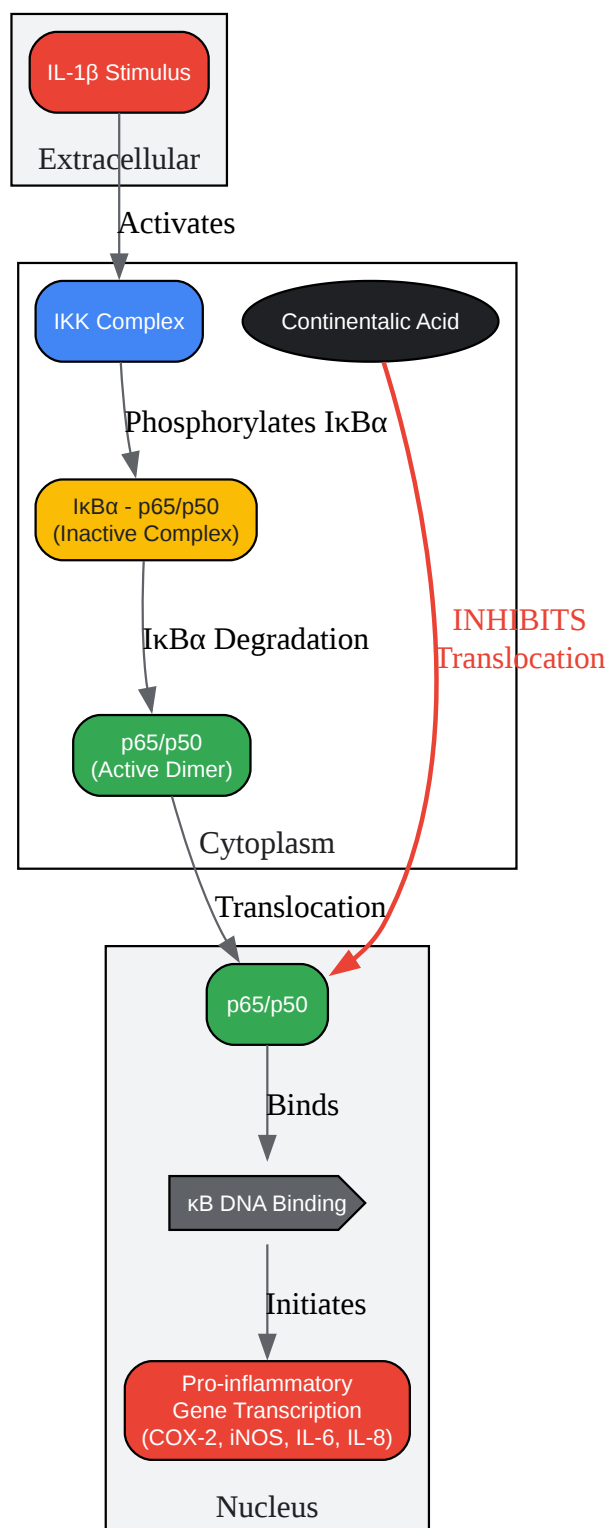 IL-1β Stimulus
Extracellular
Activates
IKK Complex
Continentalic Acid
Phosphorylates IκBα
IκBα - p65/p50
(Inactive Complex)
INHIBITS
Translocation
IκBα Degradation
p65/p50
(Active Dimer)
Cytoplasm
Translocation
p65/p50
Binds
κB DNA Binding
Initiates
Pro-inflammatory
Gene Transcription
(COX-2, iNOS, IL-6, IL-8)
Nucleus